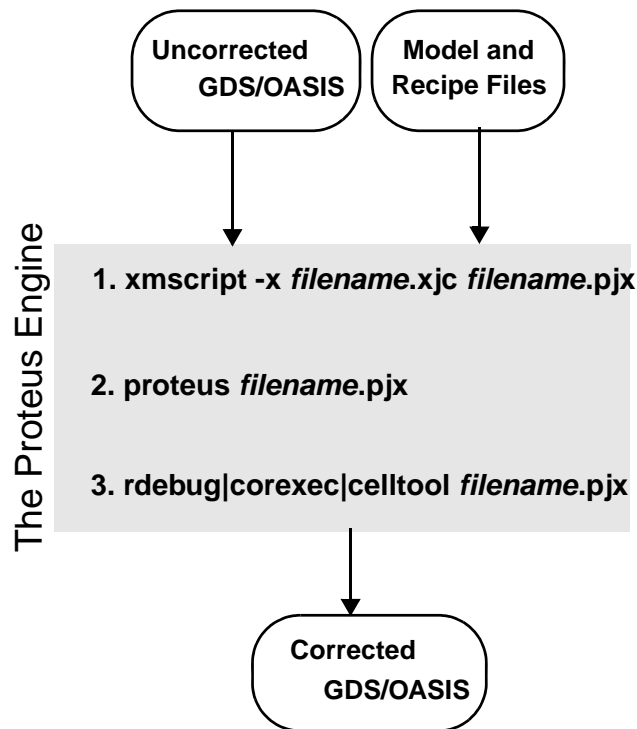 Uncorrected
GDS/OASIS
Model and
Recipe Files
The Proteus Engine
1. xmscript -x filename.xjc filename.pjx
2. proteus filename.pjx
3. rdebug|corexec|celltool filename.pjx
Corrected
GDS/OASIS